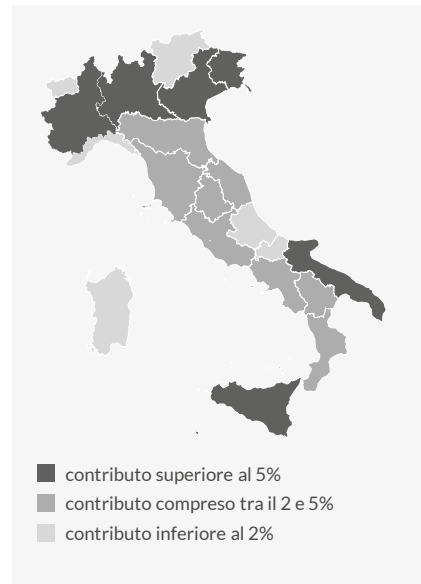 contributo superiore al 5%
contributo compreso tra il 2 e 5%
contributo inferiore al 2%